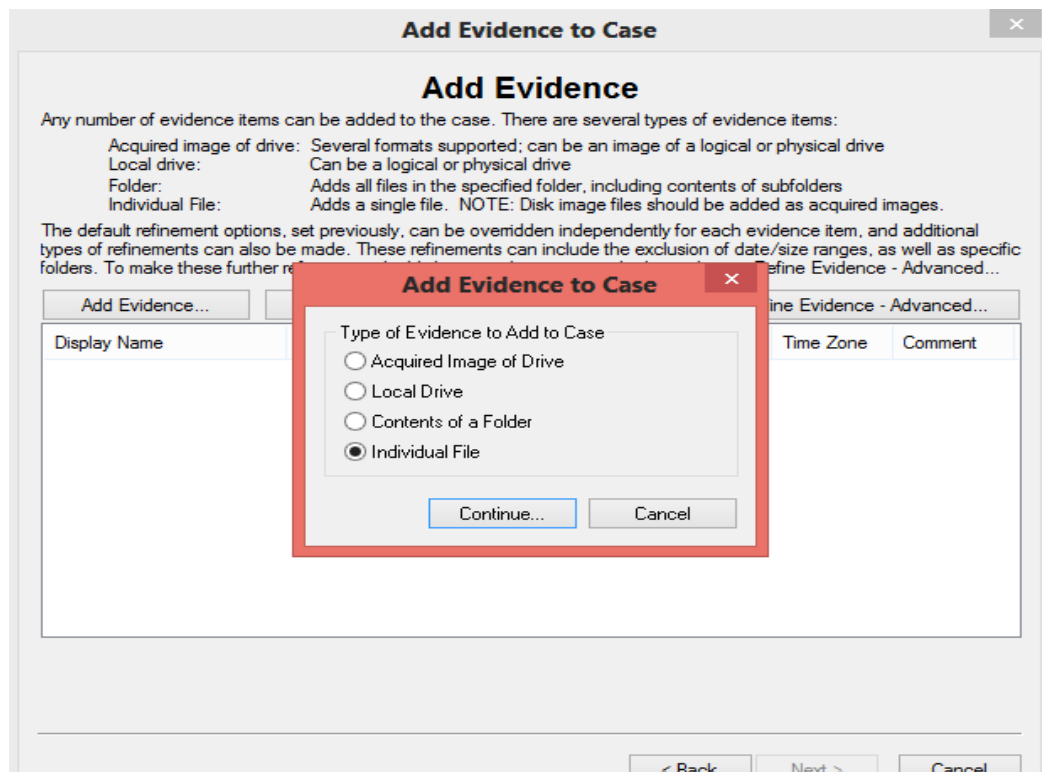 Add Evidence to Case
Add Evidence
Any number of evidence items can be added to the case. There are several types of evidence items:
Acquired image of drive: Several formats supported; can be an image of a logical or physical drive
Local drive: Can be a logical or physical drive
Folder: Adds all files in the specified folder, including contents of subfolders
Individual File: Adds a single file. NOTE: Disk image files should be added as acquired images.
The default refinement options, set previously, can be overridden independently for each evidence item, and additional
types of refinements can also be made. These refinements can include the exclusion of date/size ranges, as well as specific
folders. To make these further Refine Evidence - Advanced...
Add Evidence... Evidence - Advanced...
Display Name Time Zone Comment
Add Evidence to Case
Type of Evidence to Add to Case
Acquired Image of Drive
Local Drive
Contents of a Folder
Individual File
Continue... Cancel
< Back Next > Cancel